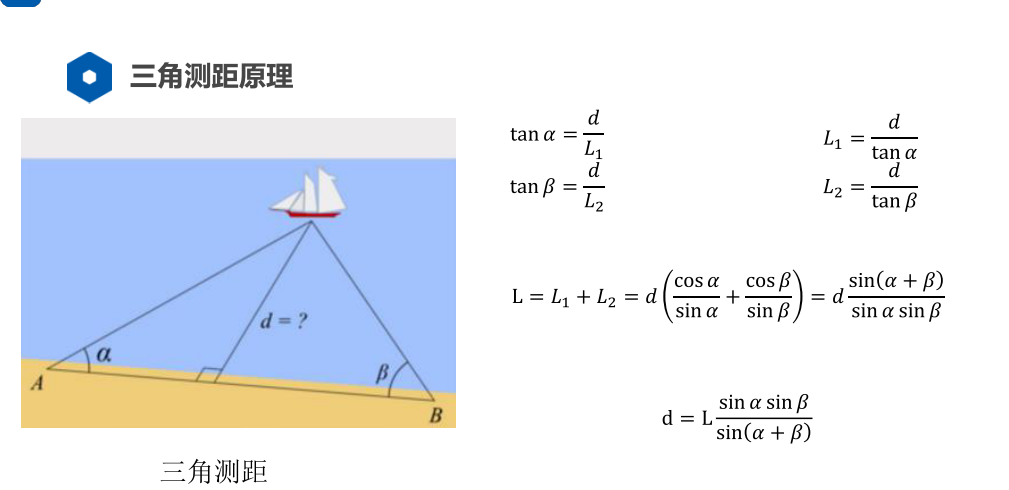 三角测距原理
tan α = d/L₁
tan β = d/L₂
L₁ = d/tan α
L₂ = d/tan β
d = ?
α
A
β
B
L = L₁ + L₂ = d(cos α/sin α + cos β/sin β) = d sin(α + β)/sin α sin β
d = L sin α sin β/sin(α + β)
三角测距